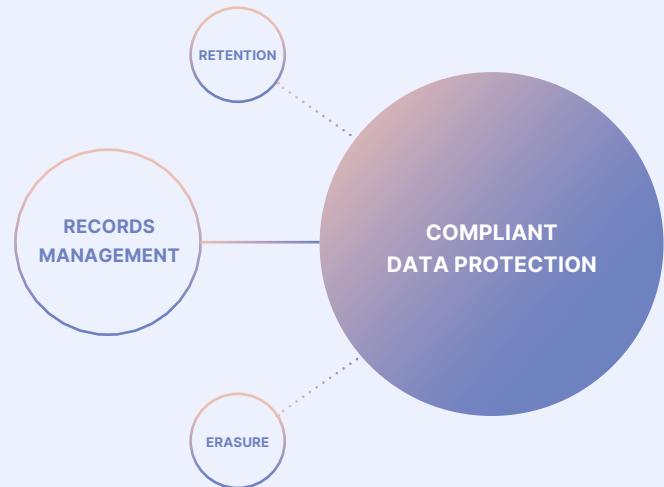 RETENTION
RECORDS
MANAGEMENT
COMPLIANT
DATA PROTECTION
ERASURE